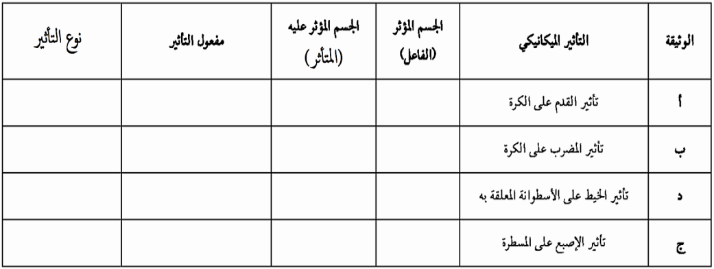 الوثيقة التأثير الميكانيكي الجسم المؤثر (الفاعل) الجسم المؤثر عليه (المتأثر) مفعول التأثير نوع التأثير
أ تأثير القدم على الكرة
ب تأثير المضرب على الكرة
د تأثير الخيط على الأسطوانة المعلقة به
ج تأثير الإصبع على المسطرة